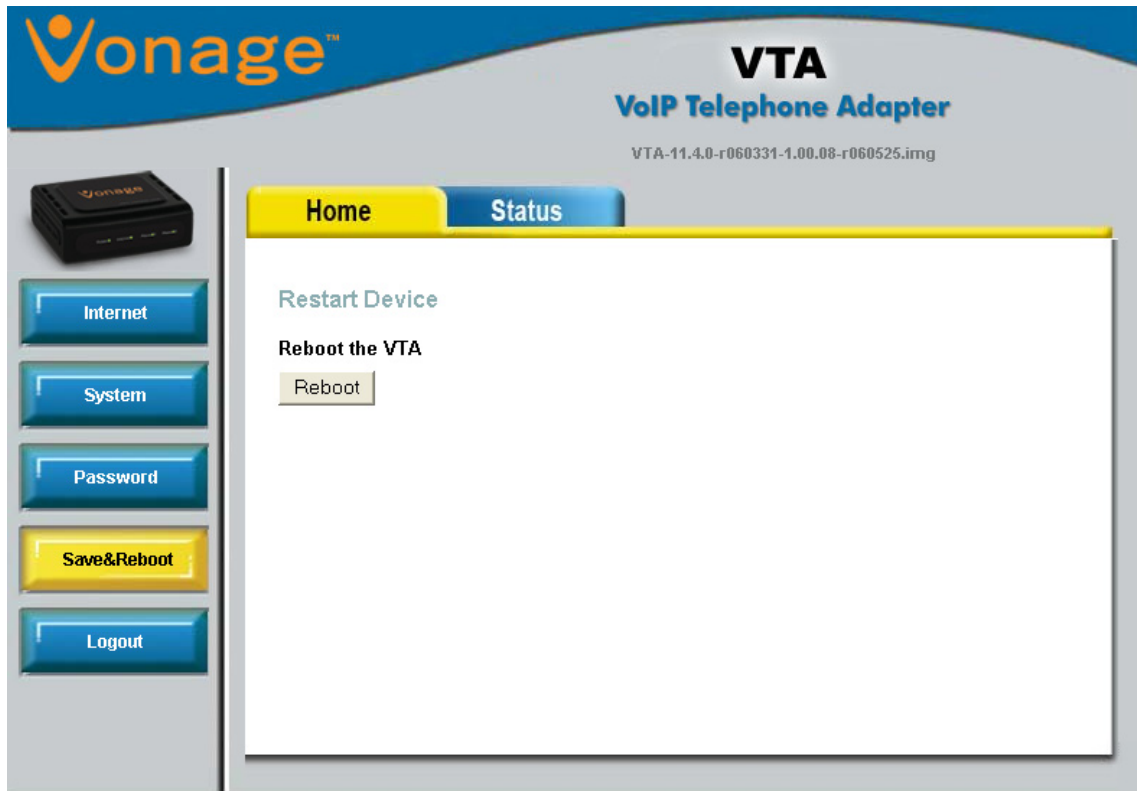 Vonage™
VTA
VoIP Telephone Adapter
VTA-11.4.0-r060331-1.00.08-r060525.img
Vonage
Home
Status
Internet
System
Password
Save&Reboot
Logout
Restart Device
Reboot the VTA
Reboot